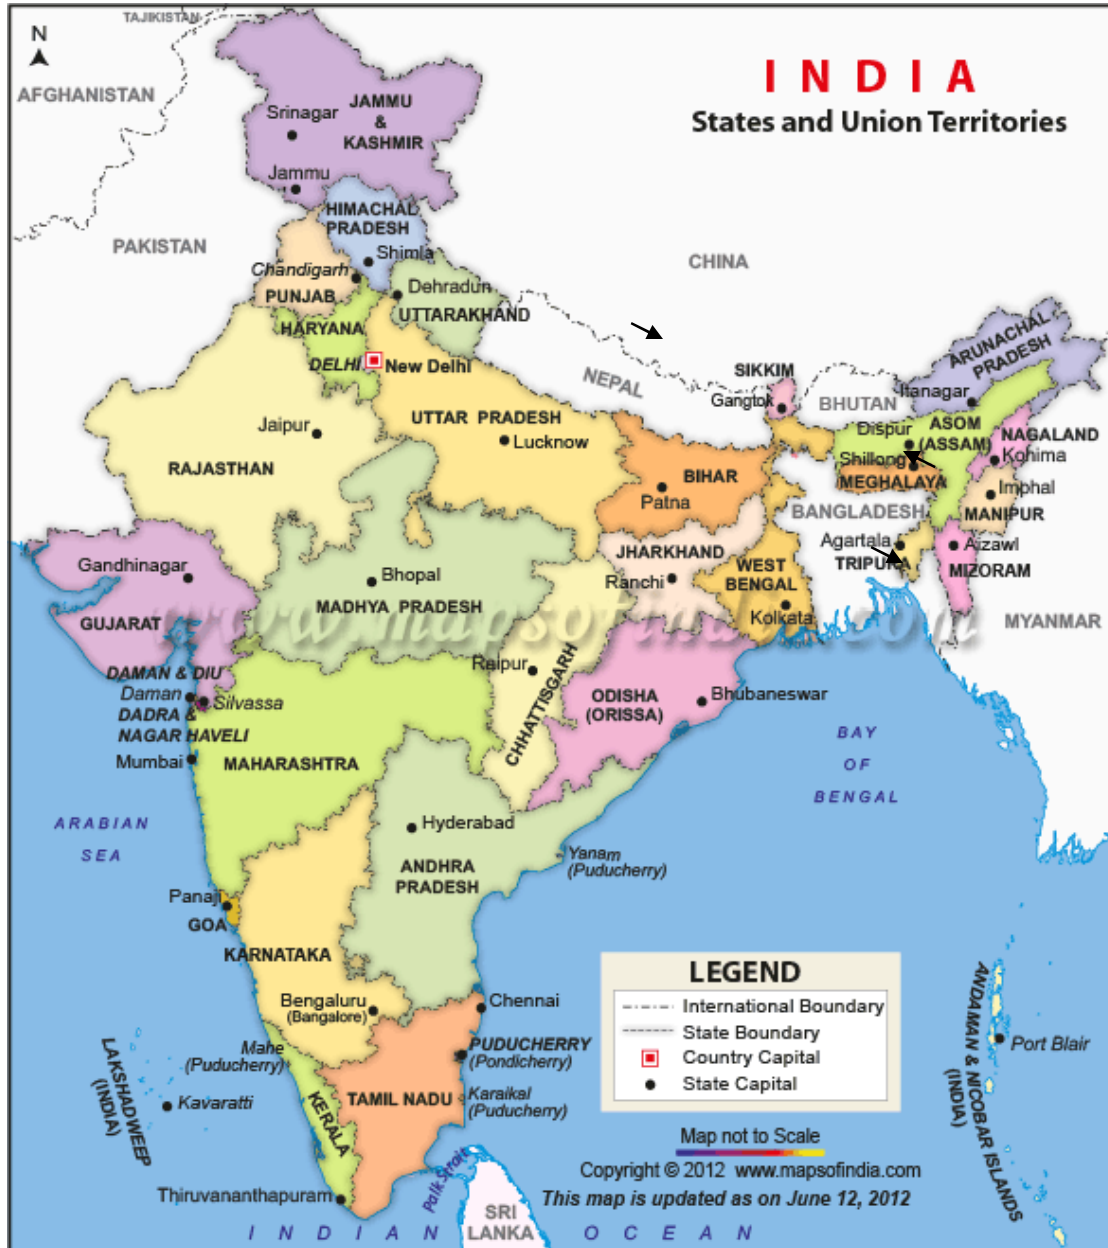 TAJIKISTAN
N
AFGHANISTAN
INDIA
States and Union Territories
JAMMU
&
KASHMIR
Srinagar
Jammu
HIMACHAL
PRADESH
PAKISTAN
Shimla
CHINA
Chandigarh
PUNJAB
Dehradun
UTTARAKHAND
HARYANA
DELHI
New Delhi
NEPAL
SIKKIM
Gangtok
BHUTAN
ARUNACHAL
PRADESH
Itanagar
UTTAR PRADESH
Lucknow
Jaipur
RAJASTHAN
Dispur
ASOM
(ASSAM)
NAGALAND
Kohima
Shillong
MEGHALAYA
BIHAR
Patna
Imphal
MANIPUR
BANGLADESH
Agartala
TRIPURA
Aizawl
MIZORAM
JHARKHAND
Ranchi
WEST
BENGAL
Kolkata
Gandhinagar
GUJARAT
Bhopal
MADHYA PRADESH
www.mapsofindia.com
MYANMAR
Raipur
CHHATTISGARH
ODISHA
(ORISSA)
Bhubaneswar
DAMAN & DIU
Daman
Silvassa
DADRA &
NAGAR HAVELI
Mumbai
MAHARASHTRA
BAY
OF
BENGAL
ARABIAN
SEA
Hyderabad
ANDHRA
PRADESH
Yanam
(Puducherry)
Panaji
GOA
KARNATAKA
Bengaluru
(Bangalore)
Chennai
Mahe
(Puducherry)
PUDUCHERRY
(Pondicherry)
TAMIL NADU
Karaikal
(Puducherry)
KERALA
LAKSHADWEEP
(INDIA)
Kavaratti
Thiruvananthapuram
Palk Strait
SRI
LANKA
INDIAN OCEAN
LEGEND
International Boundary
State Boundary
Country Capital
State Capital
Map not to Scale
Copyright © 2012 www.mapsofindia.com
This map is updated as on June 12, 2012
ANDAMAN & NICOBAR ISLANDS
(INDIA)
Port Blair